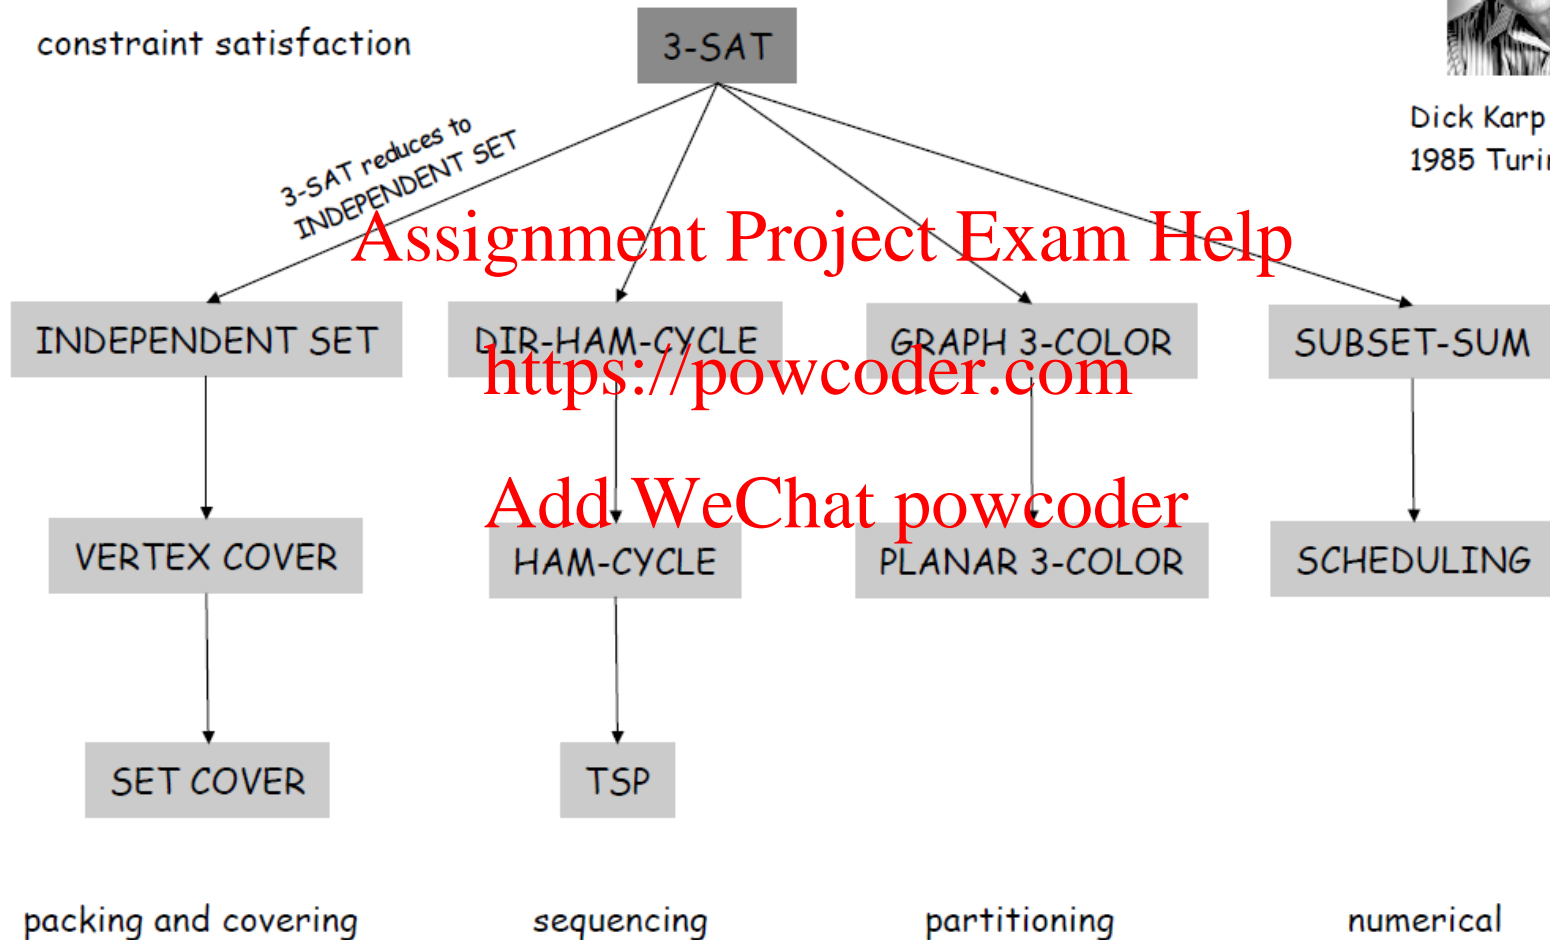 constraint satisfaction
3-SAT
Dick Karp
1985 Turin
3-SAT reduces to
INDEPENDENT SET
Assignment Project Exam Help
INDEPENDENT SET
DIR-HAM-CYCLE
GRAPH 3-COLOR
SUBSET-SUM
https://powcoder.com
Add WeChat powcoder
VERTEX COVER
HAM-CYCLE
PLANAR 3-COLOR
SCHEDULING
SET COVER
TSP
packing and covering
sequencing
partitioning
numerical